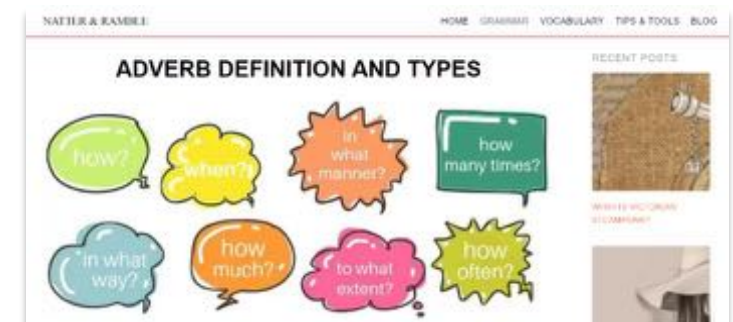 NATTER & RAMBLE
HOME GRAMMAR VOCABULARY TIPS & TOOLS BLOG
ADVERB DEFINITION AND TYPES
RECENT POSTS
how?
when?
in
what
manner?
how
many times?
in what
way?
how
much?
to what
extent?
how
often?